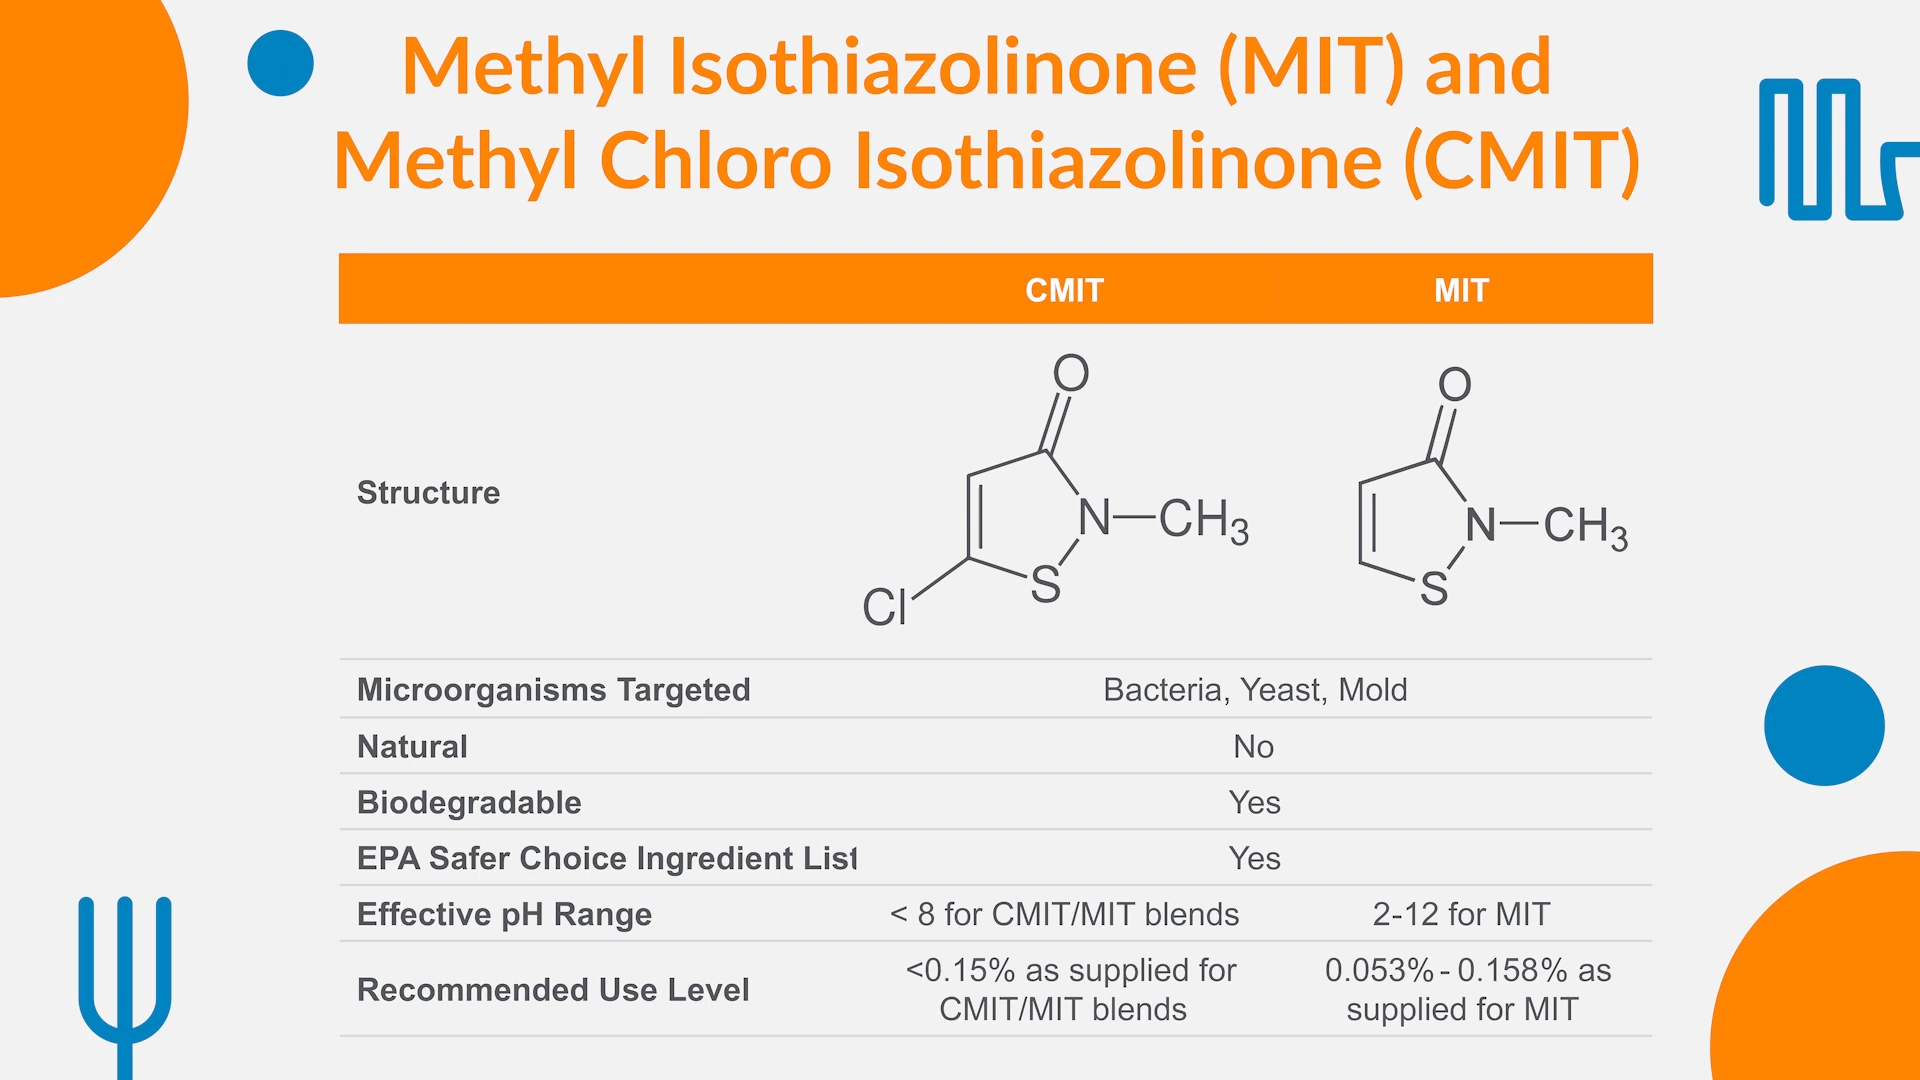 Methyl Isothiazolinone (MIT) and
Methyl Chloro Isothiazolinone (CMIT)
CMIT MIT
Structure
O
N—CH₃
S
Cl
O
N—CH₃
S
Microorganisms Targeted Bacteria, Yeast, Mold
Natural No
Biodegradable Yes
EPA Safer Choice Ingredient List Yes
Effective pH Range < 8 for CMIT/MIT blends 2-12 for MIT
Recommended Use Level <0.15% as supplied for CMIT/MIT blends 0.053% - 0.158% as supplied for MIT